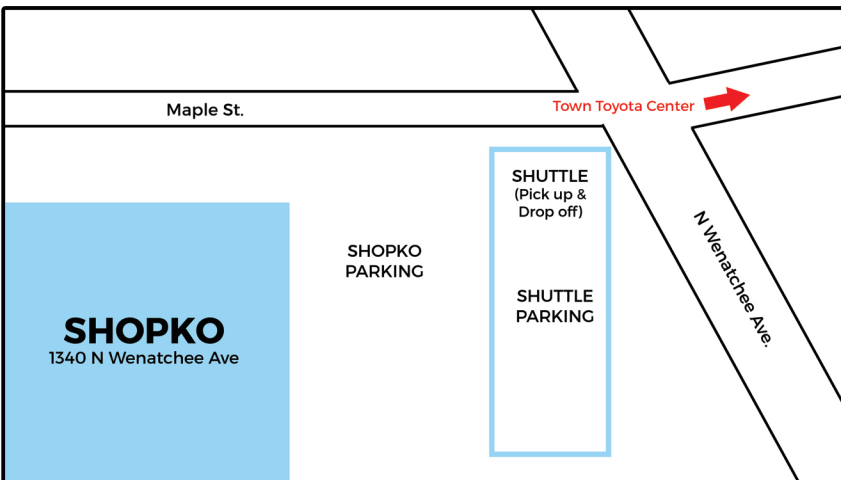 Maple St.
Town Toyota Center
SHUTTLE
(Pick up &
Drop off)
SHOPKO
PARKING
SHUTTLE
PARKING
N Wenatchee Ave.
SHOPKO
1340 N Wenatchee Ave